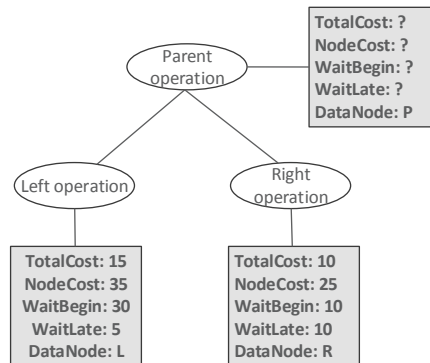 Parent
operation
TotalCost: ?
NodeCost: ?
WaitBegin: ?
WaitLate: ?
DataNode: P
Left operation
Right
operation
TotalCost: 15
NodeCost: 35
WaitBegin: 30
WaitLate: 5
DataNode: L
TotalCost: 10
NodeCost: 25
WaitBegin: 10
WaitLate: 10
DataNode: R